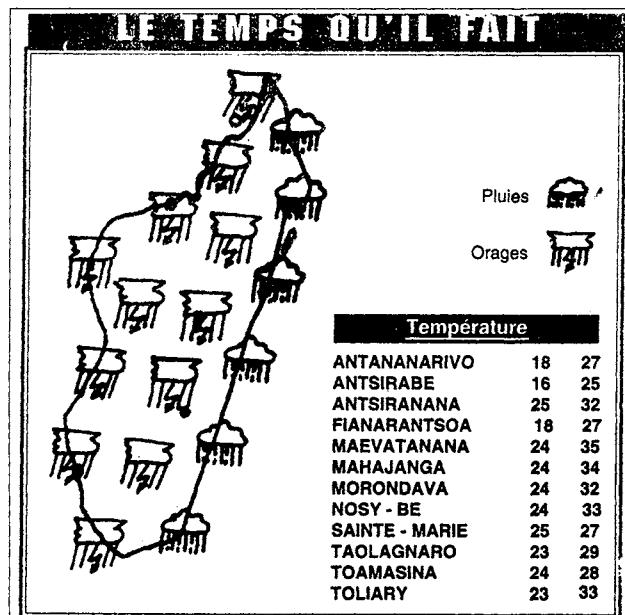 LE TEMPS QU'IL FAIT
Pluies
Orages
Température
ANTANANARIVO 18 27
ANTSIRABE 16 25
ANTSIRANANA 25 32
FIANARANTSOA 18 27
MAEVATANANA 24 35
MAHAJANGA 24 34
MORONDAVA 24 32
NOSY - BE 24 33
SAINTE - MARIE 25 27
TAOLAGNARO 23 29
TOAMASINA 24 28
TOLIARY 23 33